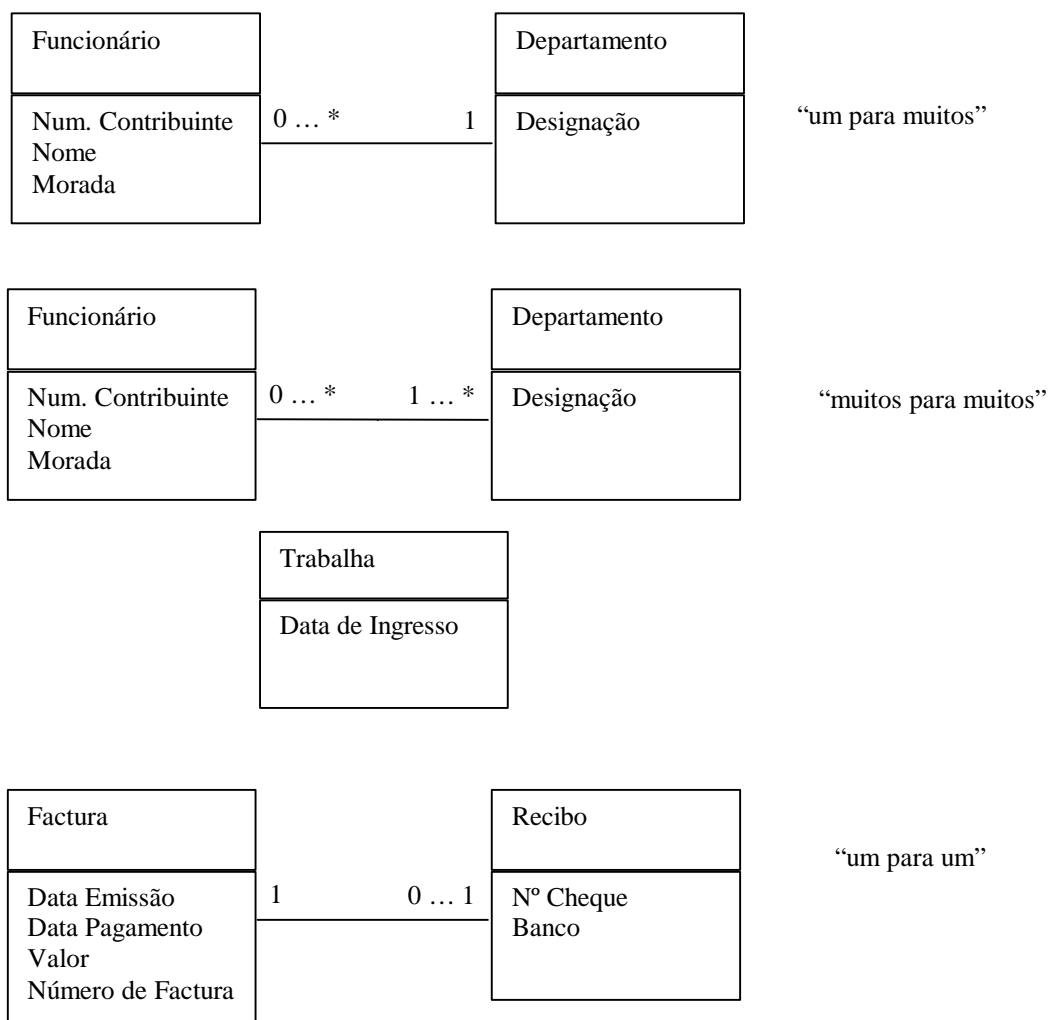 Funcionário
Departamento
Num. Contribuinte
Nome
Morada
0 … *
1
Designação
“um para muitos”
Funcionário
Departamento
Num. Contribuinte
Nome
Morada
0 … *
1 … *
Designação
“muitos para muitos”
Trabalha
Data de Ingresso
Factura
Recibo
Data Emissão
Data Pagamento
Valor
Número de Factura
1
0 … 1
Nº Cheque
Banco
“um para um”